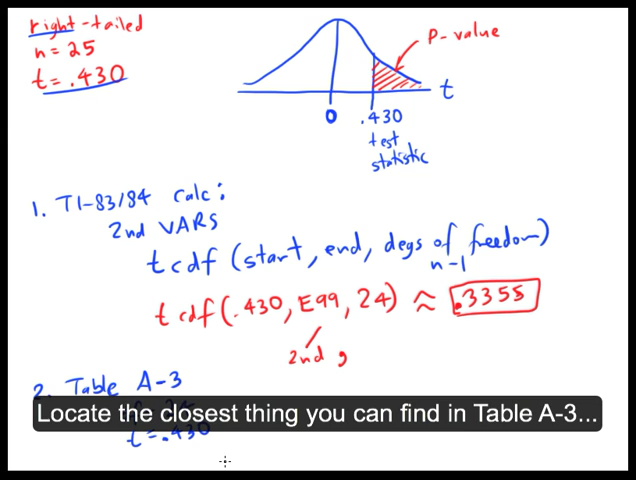 right-tailed
n = 25
t = .430
P-value
t
0
.430
test
statistic
1. TI-83/84 Calc:
2nd VARS
tcdf (start, end, degs of freedom)
n-1
tcdf(.430, E99, 24) ≈ .3355
2nd ,
2. Table A-3
Locate the closest thing you can find in Table A-3...
t = .430